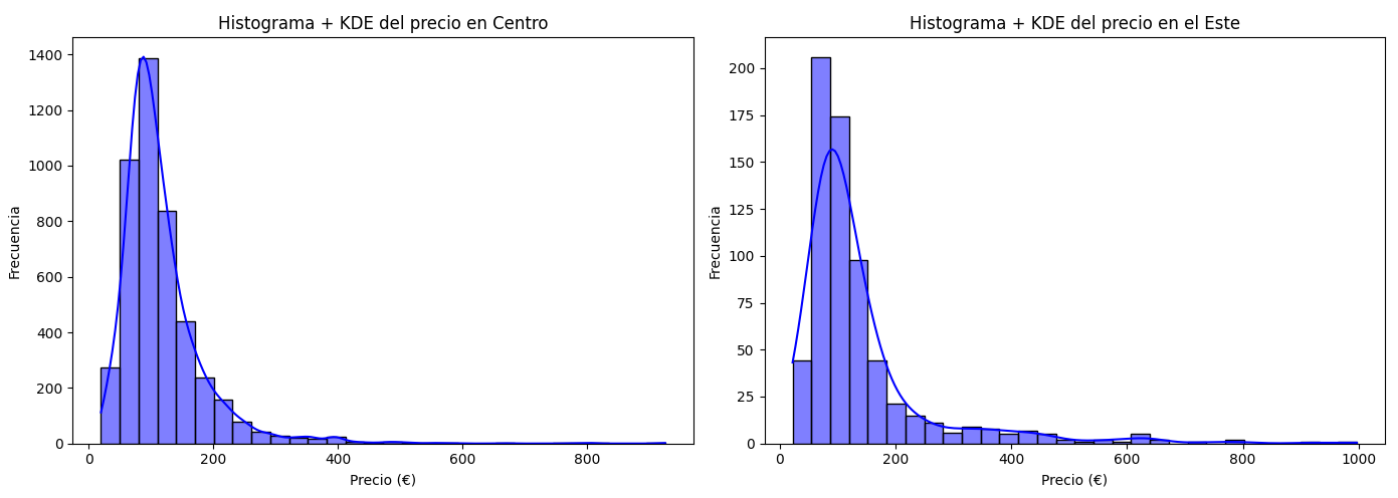 Histograma + KDE del precio en Centro
1400
1200
1000
800
600
400
200
0
Frecuencia
0 200 400 600 800
Precio (€)
Histograma + KDE del precio en el Este
200
175
150
125
100
75
50
25
0
Frecuencia
0 200 400 600 800 1000
Precio (€)